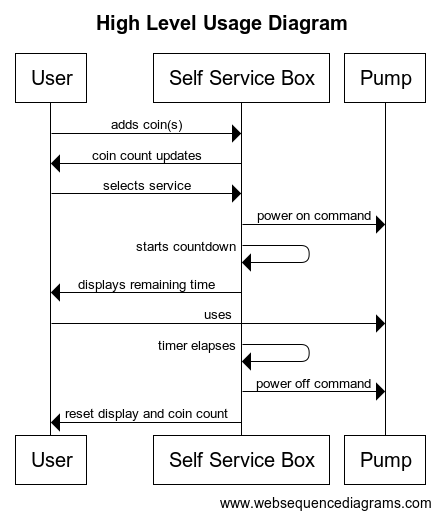 High Level Usage Diagram
User
Self Service Box
Pump
adds coin(s)
coin count updates
selects service
power on command
starts countdown
displays remaining time
uses
timer elapses
power off command
reset display and coin count
User
Self Service Box
Pump
www.websequencediagrams.com